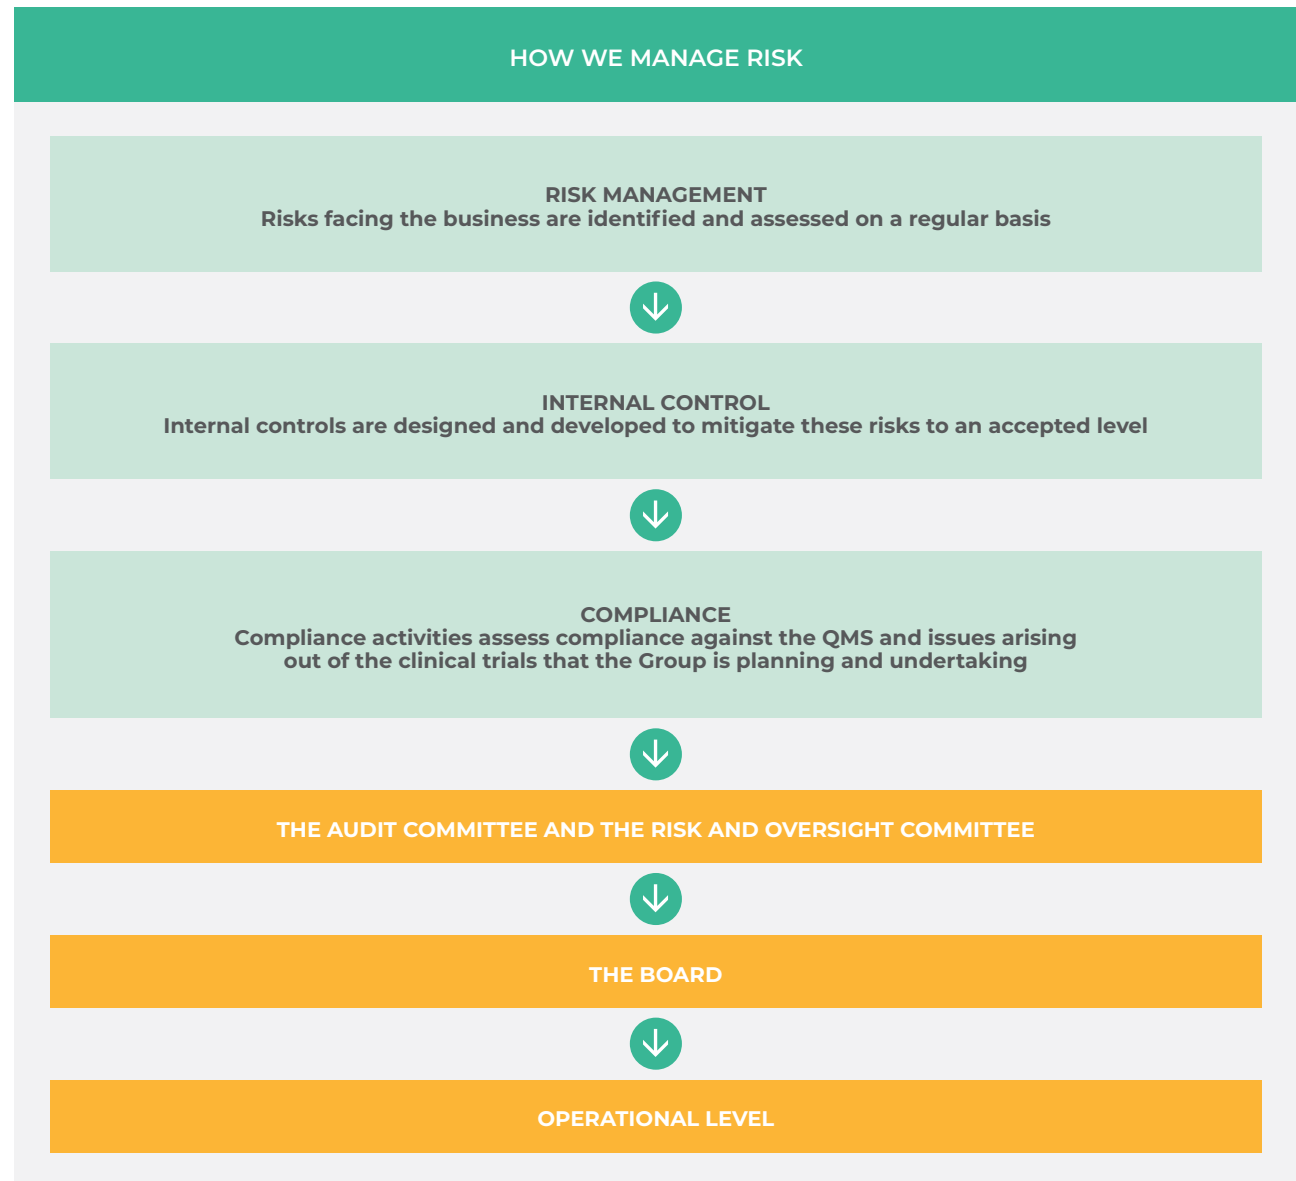 HOW WE MANAGE RISK
RISK MANAGEMENT
Risks facing the business are identified and assessed on a regular basis
INTERNAL CONTROL
Internal controls are designed and developed to mitigate these risks to an accepted level
COMPLIANCE
Compliance activities assess compliance against the QMS and issues arising
out of the clinical trials that the Group is planning and undertaking
THE AUDIT COMMITTEE AND THE RISK AND OVERSIGHT COMMITTEE
THE BOARD
OPERATIONAL LEVEL